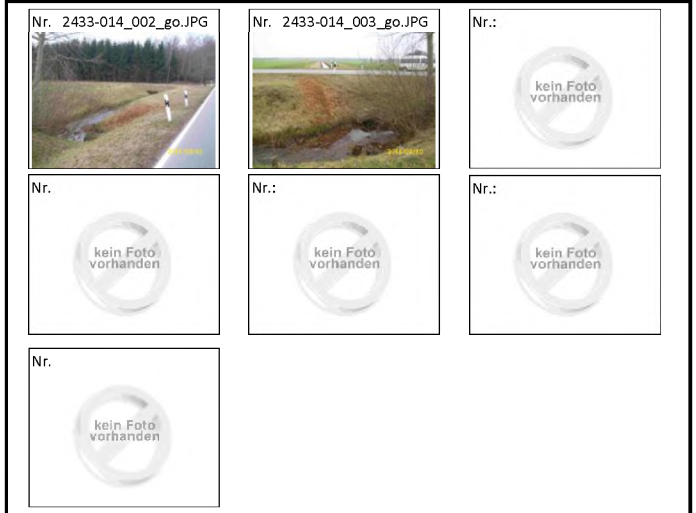 Nr. 2433-014_002_go.JPG
Nr. 2433-014_003_go.JPG
Nr.:
kein Foto
vorhanden
Nr.
kein Foto
vorhanden
Nr.:
kein Foto
vorhanden
Nr.:
kein Foto
vorhanden
Nr.
kein Foto
vorhanden